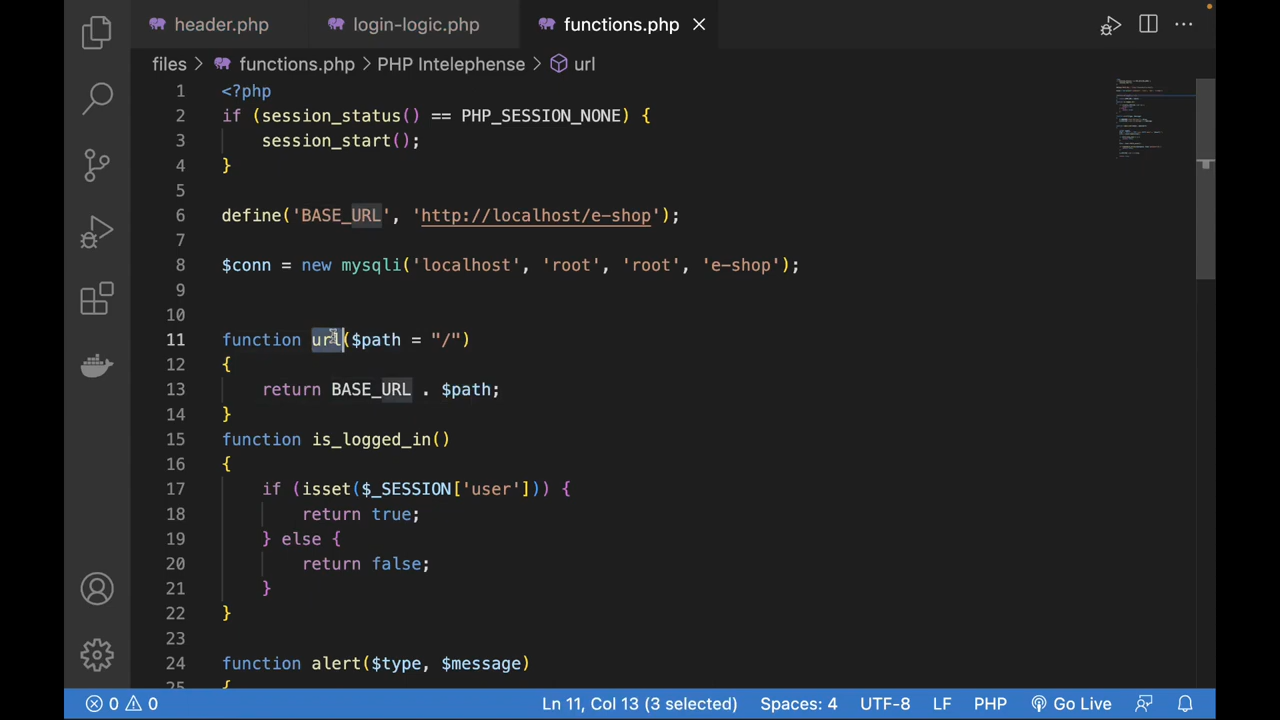 header.php login-logic.php functions.php
files > functions.php > PHP Intelephense > url
1 <?php
2 if (session_status() == PHP_SESSION_NONE) {
3 session_start();
4 }
5
6 define('BASE_URL', 'http://localhost/e-shop');
7
8 $conn = new mysqli('localhost', 'root', 'root', 'e-shop');
9
10
11 function url($path = "/")
12 {
13 return BASE_URL . $path;
14 }
15 function is_logged_in()
16 {
17 if (isset($_SESSION['user'])) {
18 return true;
19 } else {
20 return false;
21 }
22 }
23
24 function alert($type, $message)
25 {
0 0 Ln 11, Col 13 (3 selected) Spaces: 4 UTF-8 LF PHP Go Live